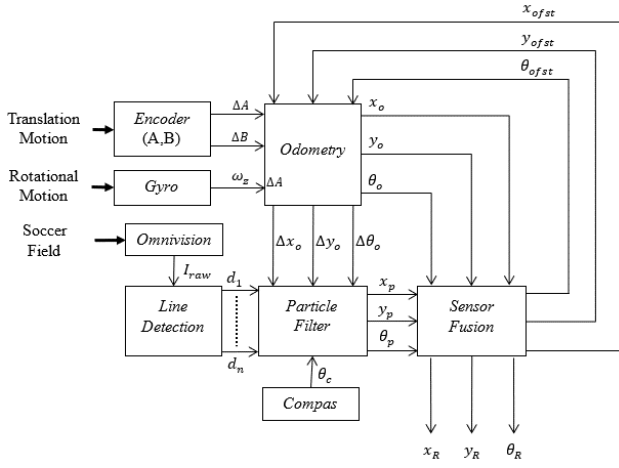 x_ofst
y_ofst
θ_ofst
Translation
Motion
Encoder
(A,B)
ΔA
ΔB
Odometry
x_o
y_o
θ_o
Rotational
Motion
Gyro
ω_z
ΔA
Soccer
Field
Omnivision
Δx_o
Δy_o
Δθ_o
I_raw
Line
Detection
d_1
d_n
Particle
Filter
x_p
y_p
θ_p
Sensor
Fusion
θ_c
Compas
x_R
y_R
θ_R